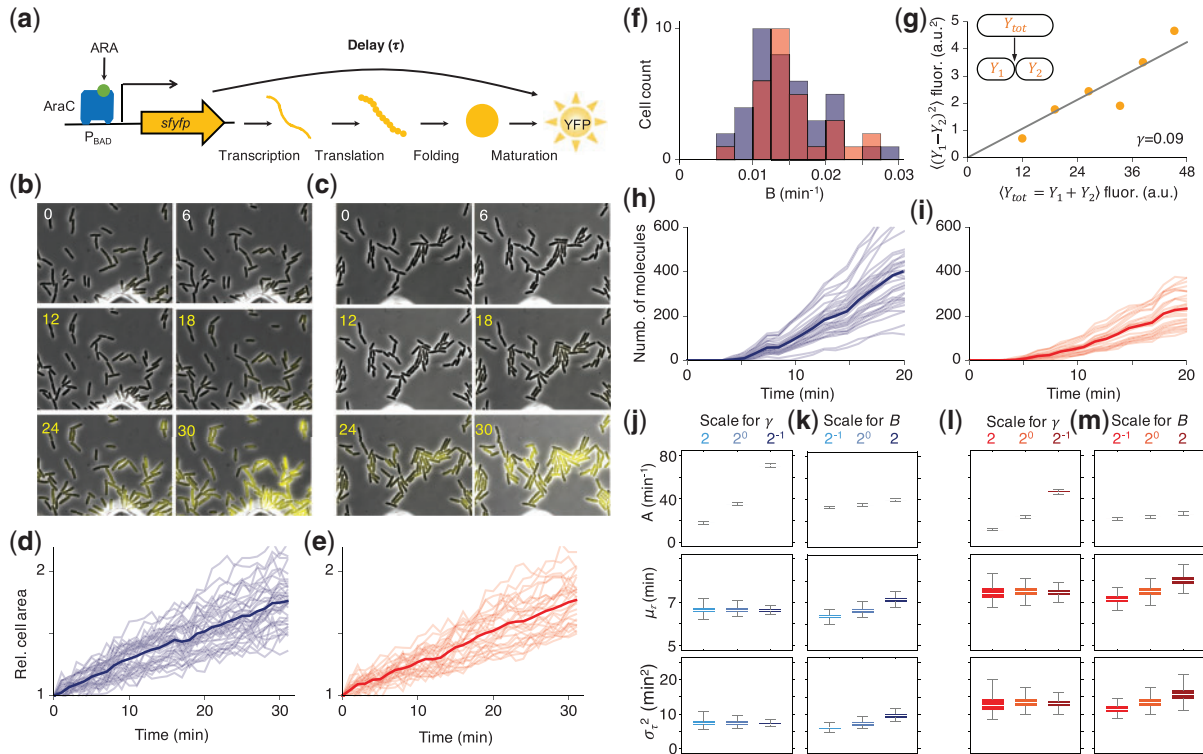 (a)
ARA
AraC
P_BAD
sfyfp
Delay (τ)
Transcription
Translation
Folding
Maturation
YFP
(b)
0
6
12
18
24
30
(c)
0
6
12
18
24
30
(d)
Rel. cell area
2
1
0
10
20
30
Time (min)
(e)
2
1
0
10
20
30
Time (min)
(f)
Cell count
10
5
0
0
0.01
0.02
0.03
B (min⁻¹)
(g)
Y_tot
Y₁
Y₂
⟨(Y₁−Y₂)²⟩ fluor. (a.u.²)
5
4
3
2
1
0
0
12
24
36
48
γ=0.09
⟨Y_tot = Y₁ + Y₂⟩ fluor. (a.u.)
(h)
Numb. of molecules
600
400
200
0
0
10
20
Time (min)
(i)
600
400
200
0
0
10
20
Time (min)
(j)
Scale for γ
2 2⁰ 2⁻¹
A (min⁻¹)
80
40
0
μ_τ (min)
7
5
σ_τ² (min²)
20
10
0
(k)
Scale for B
2⁻¹ 2⁰ 2
(l)
Scale for γ
2 2⁰ 2⁻¹
(m)
Scale for B
2⁻¹ 2⁰ 2